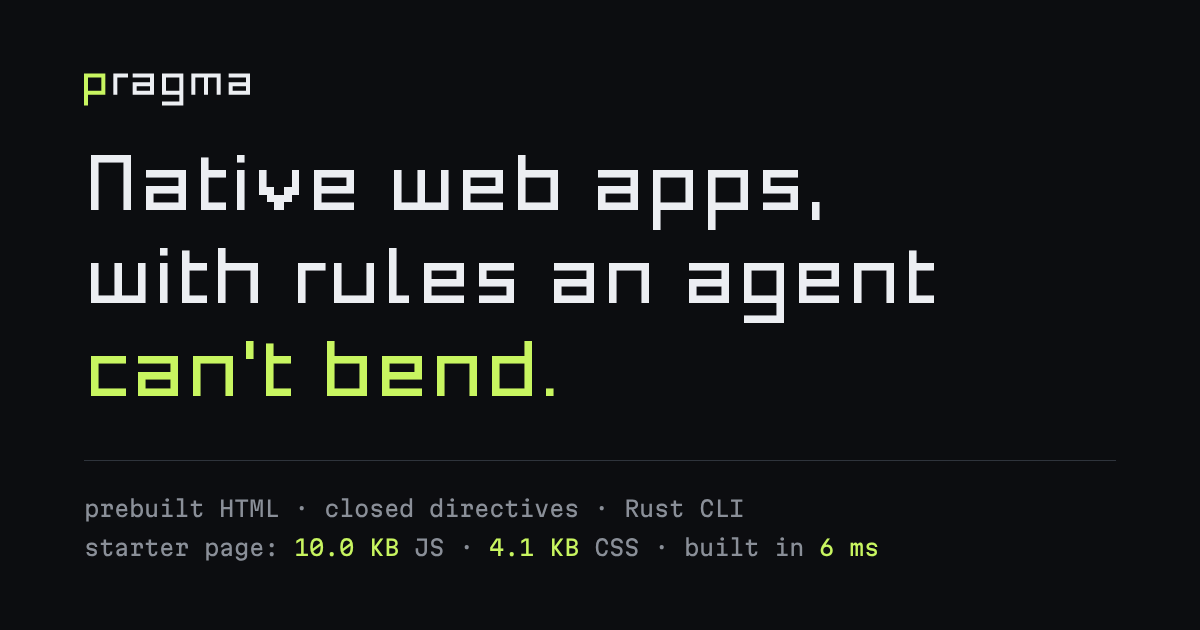 pragma
Native web apps,
with rules an agent
can't bend.
prebuilt HTML · closed directives · Rust CLI
starter page: 10.0 KB JS · 4.1 KB CSS · built in 6 ms